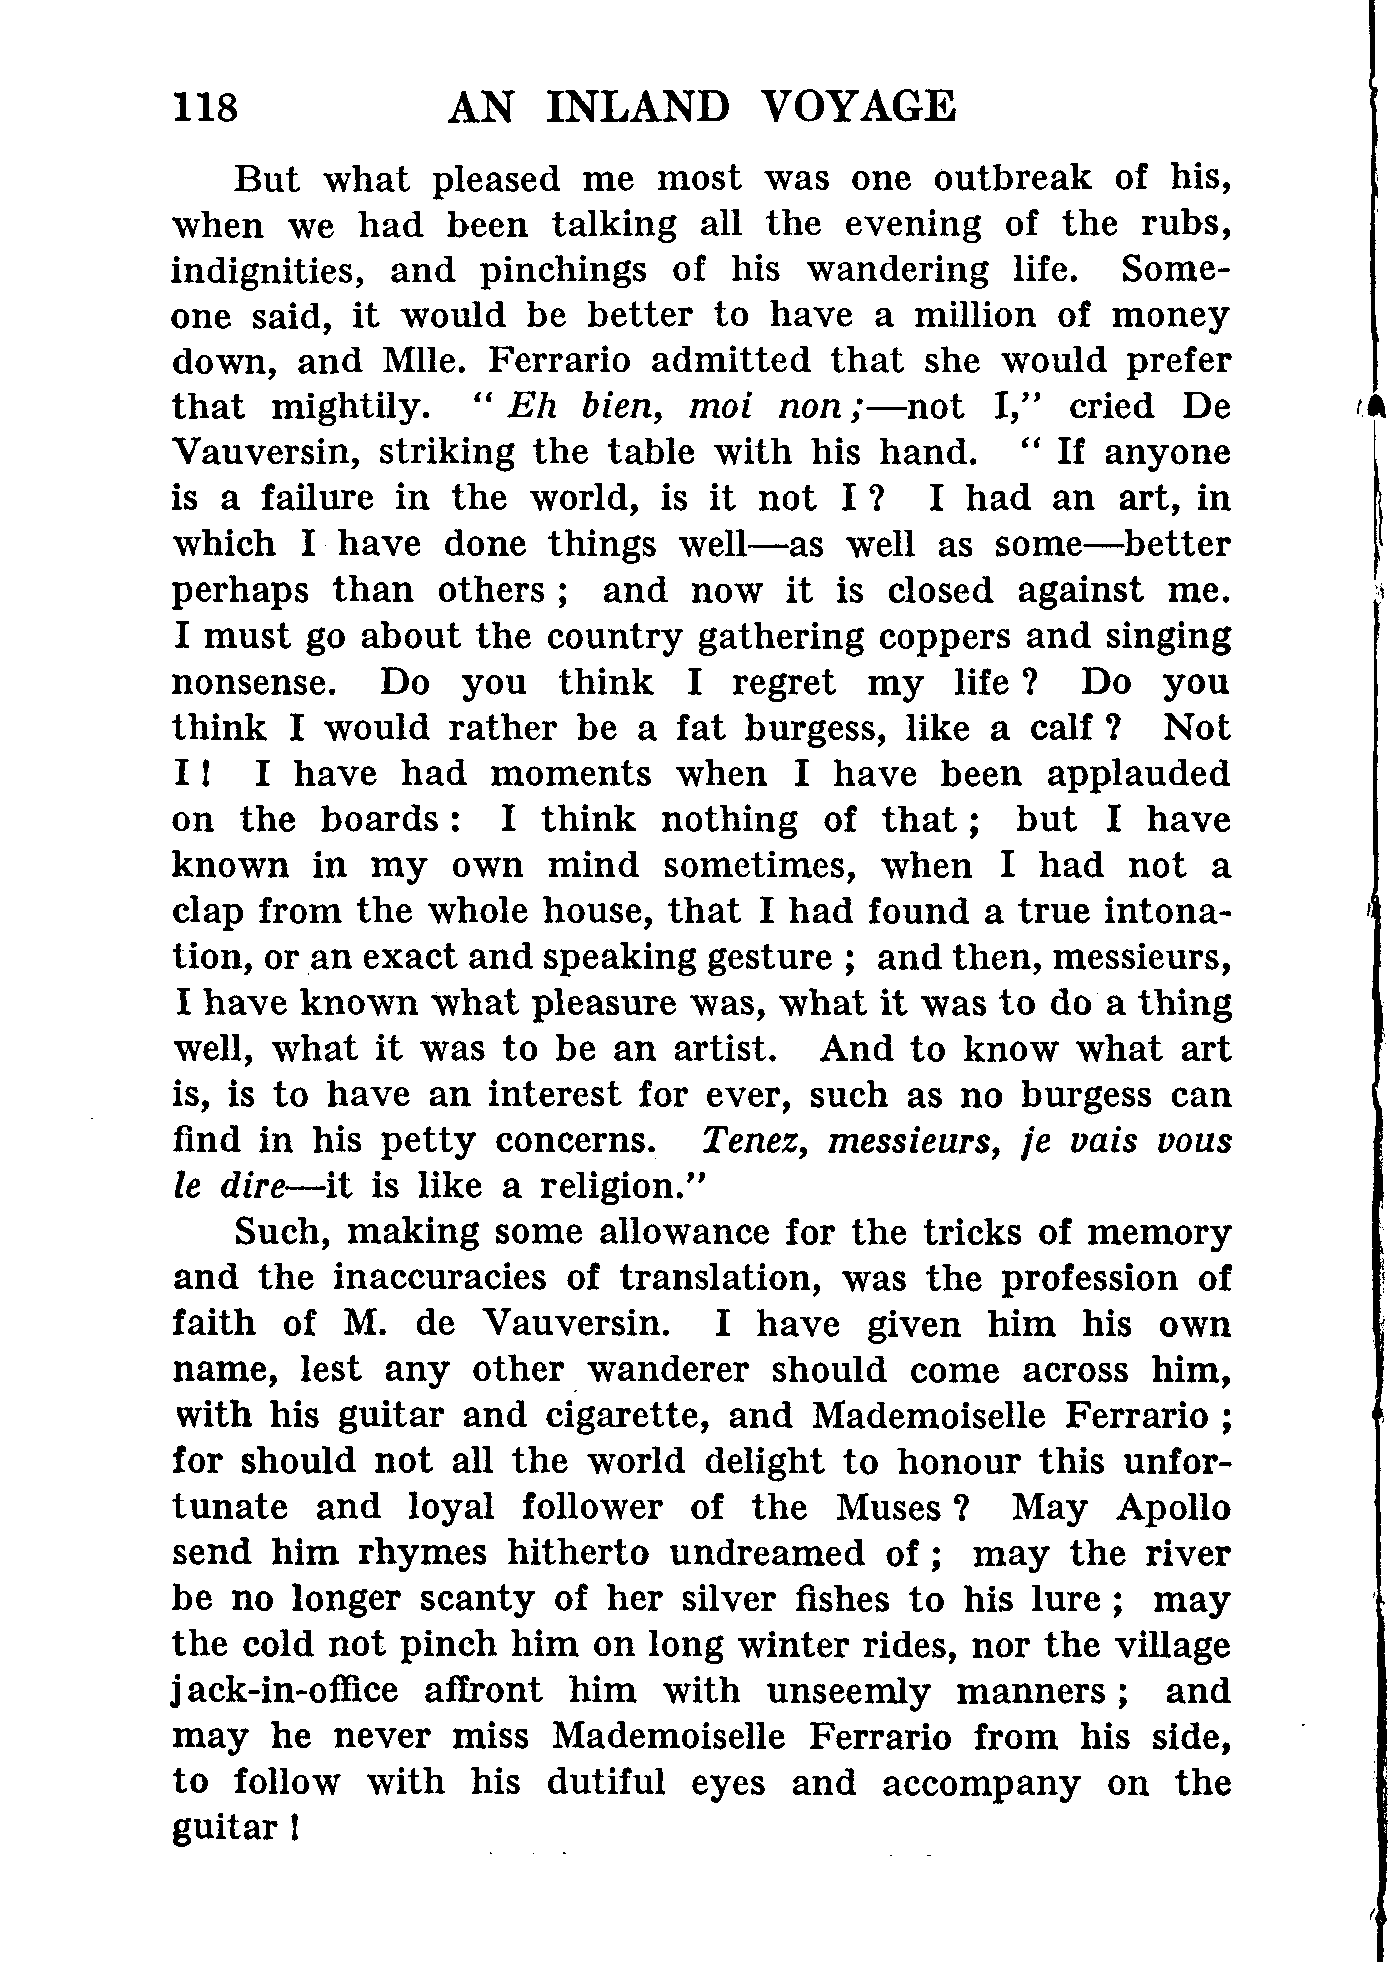 118 AN INLAND VOYAGE
But what pleased me most was one outbreak of his,
when we had been talking all the evening of the rubs,
indignities, and pinchings of his wandering life. Some-
one said, it would be better to have a million of money
down, and Mlle. Ferrario admitted that she would prefer
that mightily. “ Eh bien, moi non ;—not I,” cried De
Vauversin, striking the table with his hand. “ If anyone
is a failure in the world, is it not I ? I had an art, in
which I have done things well—as well as some—better
perhaps than others ; and now it is closed against me.
I must go about the country gathering coppers and singing
nonsense. Do you think I regret my life ? Do you
think I would rather be a fat burgess, like a calf ? Not
I ! I have had moments when I have been applauded
on the boards : I think nothing of that ; but I have
known in my own mind sometimes, when I had not a
clap from the whole house, that I had found a true intona-
tion, or an exact and speaking gesture ; and then, messieurs,
I have known what pleasure was, what it was to do a thing
well, what it was to be an artist. And to know what art
is, is to have an interest for ever, such as no burgess can
find in his petty concerns. Tenez, messieurs, je vais vous
le dire—it is like a religion.”
Such, making some allowance for the tricks of memory
and the inaccuracies of translation, was the profession of
faith of M. de Vauversin. I have given him his own
name, lest any other wanderer should come across him,
with his guitar and cigarette, and Mademoiselle Ferrario ;
for should not all the world delight to honour this unfor-
tunate and loyal follower of the Muses ? May Apollo
send him rhymes hitherto undreamed of ; may the river
be no longer scanty of her silver fishes to his lure ; may
the cold not pinch him on long winter rides, nor the village
jack-in-office affront him with unseemly manners ; and
may he never miss Mademoiselle Ferrario from his side,
to follow with his dutiful eyes and accompany on the
guitar !